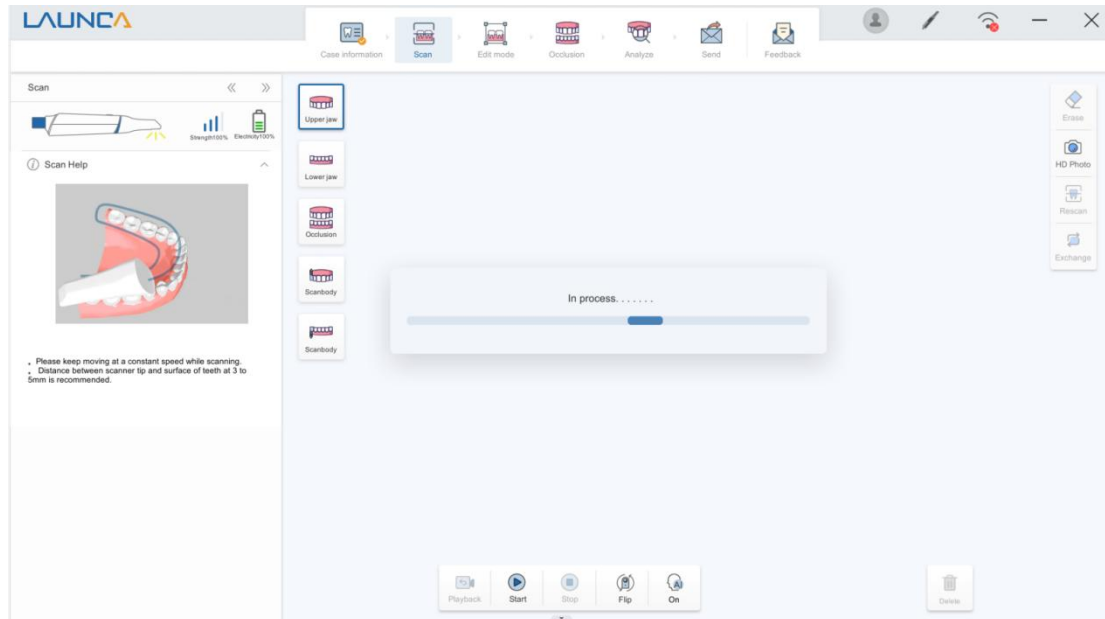 LAUNCA
Case information
Scan
Edit mode
Occlusion
Analyze
Send
Feedback
Scan
Strength100%
Electricity100%
Scan Help
Please keep moving at a constant speed while scanning.
Distance between scanner tip and surface of teeth at 3 to
5mm is recommended.
Upper jaw
Lower jaw
Occlusion
Scanbody
Scanbody
In process.......
Erase
HD Photo
Rescan
Exchange
Playback
Start
Stop
Flip
On
Delete